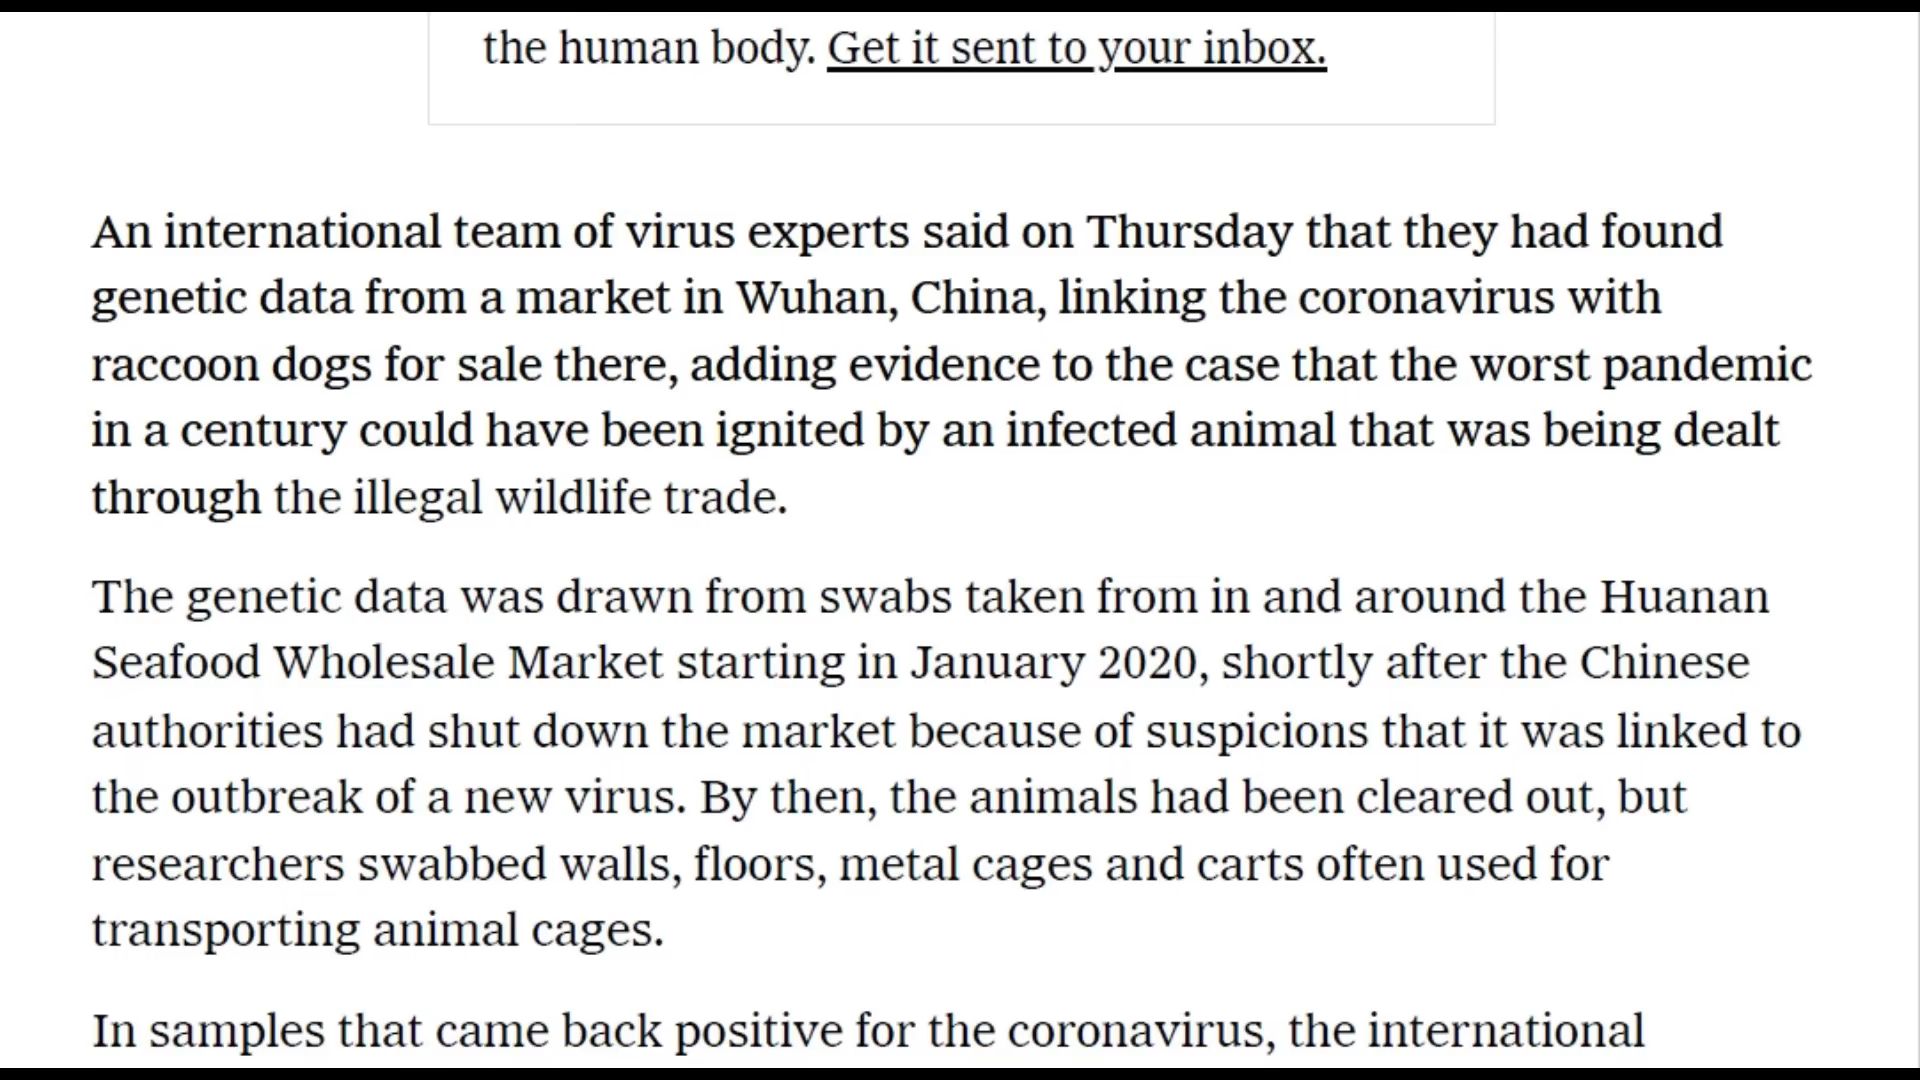 the human body. Get it sent to your inbox.
An international team of virus experts said on Thursday that they had found
genetic data from a market in Wuhan, China, linking the coronavirus with
raccoon dogs for sale there, adding evidence to the case that the worst pandemic
in a century could have been ignited by an infected animal that was being dealt
through the illegal wildlife trade.
The genetic data was drawn from swabs taken from in and around the Huanan
Seafood Wholesale Market starting in January 2020, shortly after the Chinese
authorities had shut down the market because of suspicions that it was linked to
the outbreak of a new virus. By then, the animals had been cleared out, but
researchers swabbed walls, floors, metal cages and carts often used for
transporting animal cages.
In samples that came back positive for the coronavirus, the international